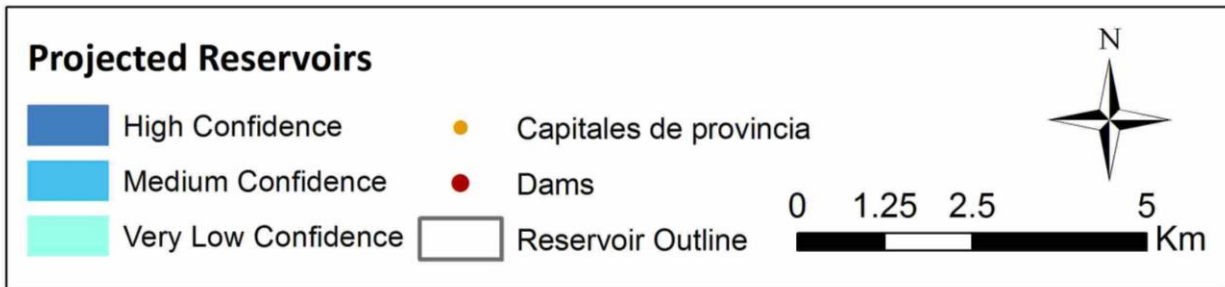 Projected Reservoirs
N
High Confidence
Capitales de provincia
Medium Confidence
Dams
0 1.25 2.5 5
Very Low Confidence
Reservoir Outline
Km